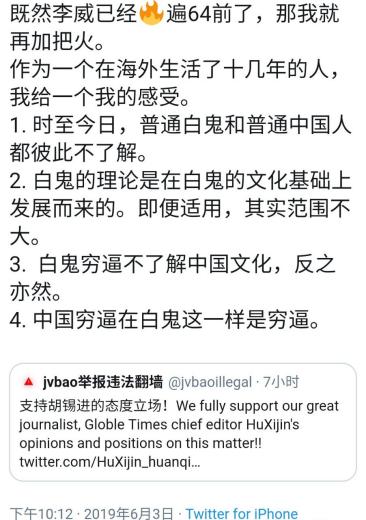 既然李威已经🔥遍64前了，那我就
再加把火。
作为一个在海外生活了十几年的人，
我给一个我的感受。
1. 时至今日，普通白鬼和普通中国人
都彼此不了解。
2. 白鬼的理论是在白鬼的文化基础上
发展而来的。即便适用，其实范围不
大。
3.  白鬼穷逼不了解中国文化，反之
亦然。
4. 中国穷逼在白鬼这一样是穷逼。
jvbao举报违法翻墙 @jvbaoillegal · 7小时
支持胡锡进的态度立场！We fully support our great
journalist, Globle Times chief editor HuXijin's
opinions and positions on this matter!!
twitter.com/HuXijin_huanqi…
下午10:12 · 2019年6月3日 · Twitter for iPhone